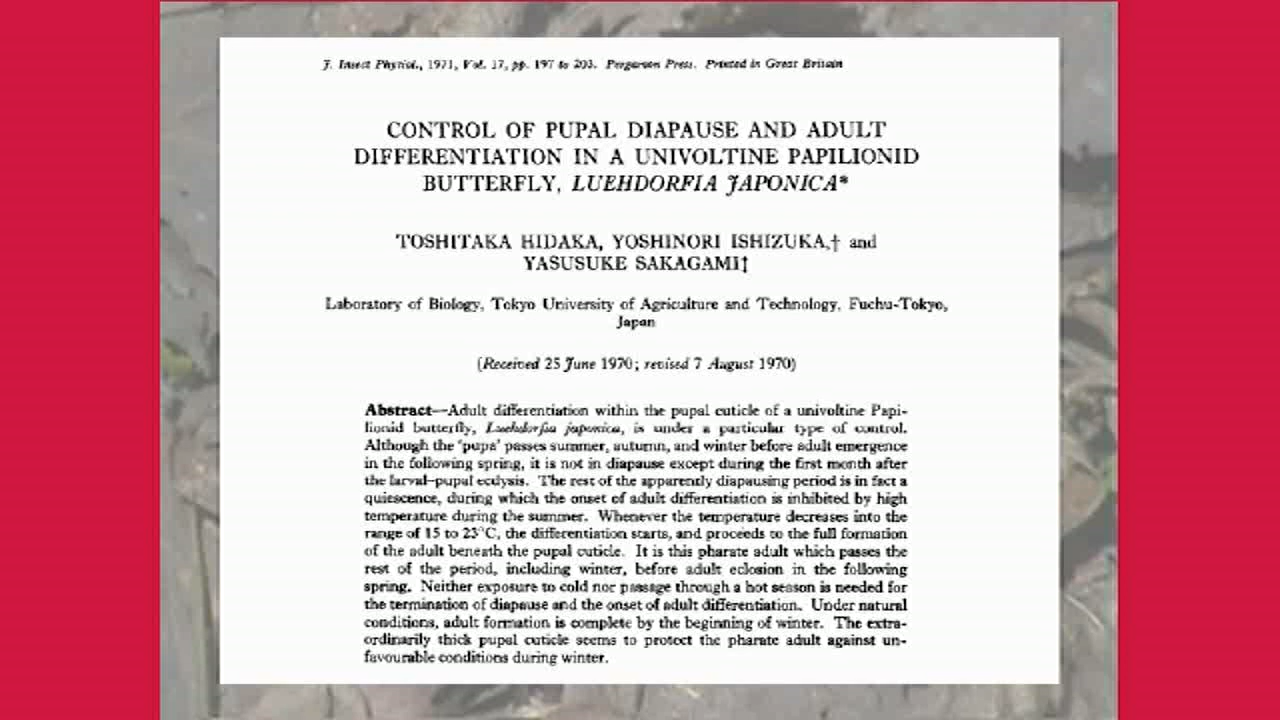 J. Insect Physiol., 1971, Vol. 17, pp. 197 to 203. Pergamon Press. Printed in Great Britain
CONTROL OF PUPAL DIAPAUSE AND ADULT
DIFFERENTIATION IN A UNIVOLTINE PAPILIONID
BUTTERFLY, LUEHDORFIA JAPONICA*
TOSHITAKA HIDAKA, YOSHINORI ISHIZUKA,† and
YASUSUKE SAKAGAMI‡
Laboratory of Biology, Tokyo University of Agriculture and Technology, Fuchu-Tokyo,
Japan
(Received 25 June 1970; revised 7 August 1970)
Abstract—Adult differentiation within the pupal cuticle of a univoltine Papi-
lionid butterfly, Luehdorfia japonica, is under a particular type of control.
Although the 'pupa' passes summer, autumn, and winter before adult emergence
in the following spring, it is not in diapause except during the first month after
the larval–pupal ecdysis. The rest of the apparently diapausing period is in fact a
quiescence, during which the onset of adult differentiation is inhibited by high
temperature during the summer. Whenever the temperature decreases into the
range of 15 to 23°C, the differentiation starts, and proceeds to the full formation
of the adult beneath the pupal cuticle. It is this pharate adult which passes the
rest of the period, including winter, before adult eclosion in the following
spring. Neither exposure to cold nor passage through a hot season is needed for
the termination of diapause and the onset of adult differentiation. Under natural
conditions, adult formation is complete by the beginning of winter. The extra-
ordinarily thick pupal cuticle seems to protect the pharate adult against un-
favourable conditions during winter.